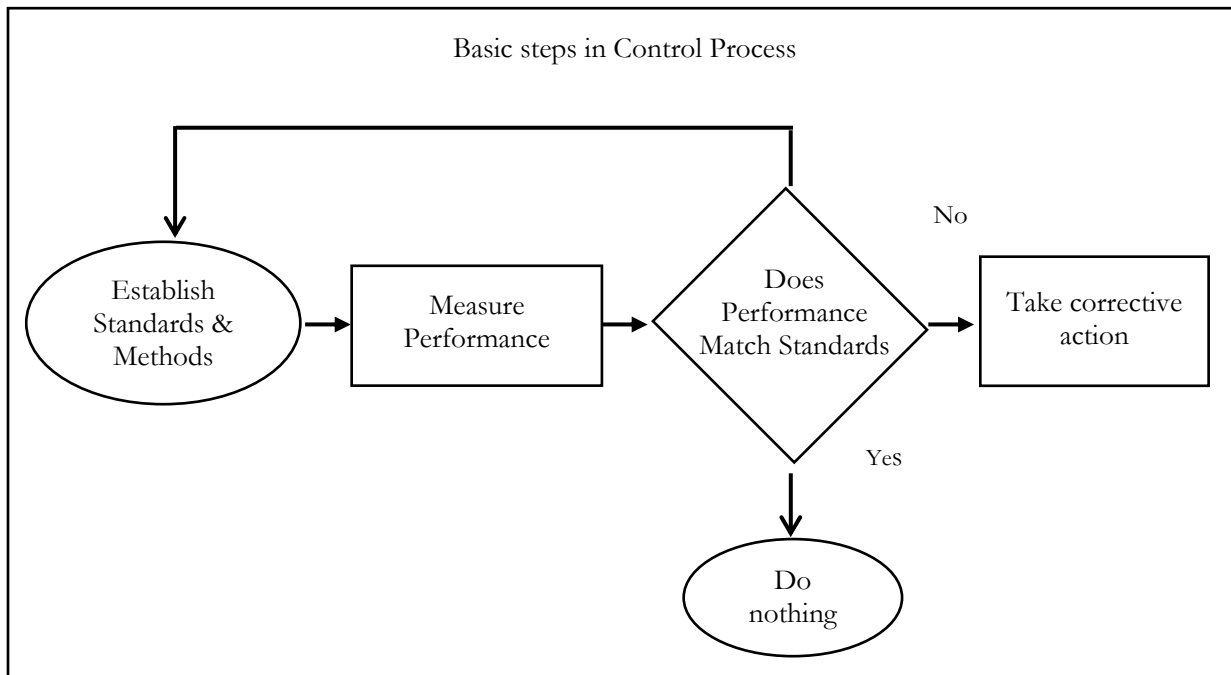 Basic steps in Control Process
Establish
Standards &
Methods
Measure
Performance
Does
Performance
Match Standards
No
Take corrective
action
Yes
Do
nothing